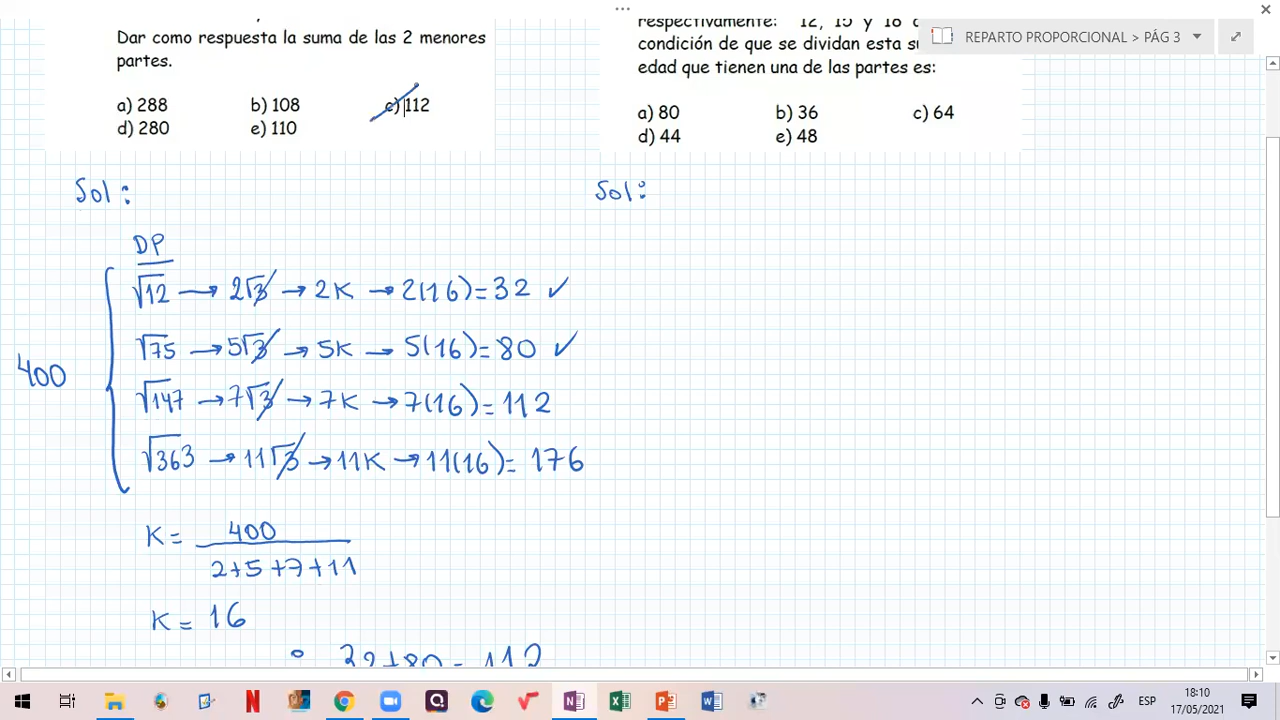 Dar como respuesta la suma de las 2 menores
partes.
a) 288 b) 108 c) 112
d) 280 e) 110
Sol:
DP
400
√12 → 2√3 → 2K → 2(16) = 32 ✓
√75 → 5√3 → 5K → 5(16) = 80 ✓
√147 → 7√3 → 7K → 7(16) = 112
√363 → 11√3 → 11K → 11(16) = 176
K = 400
2+5+7+11
K = 16
32+80 = 112
respectivamente: 12, 15 y 18
condición de que se dividan esta
edad que tienen una de las partes es:
a) 80 b) 36 c) 64
d) 44 e) 48
Sol:
REPARTO PROPORCIONAL > PÁG 3
ESP
18:10
17/05/2021